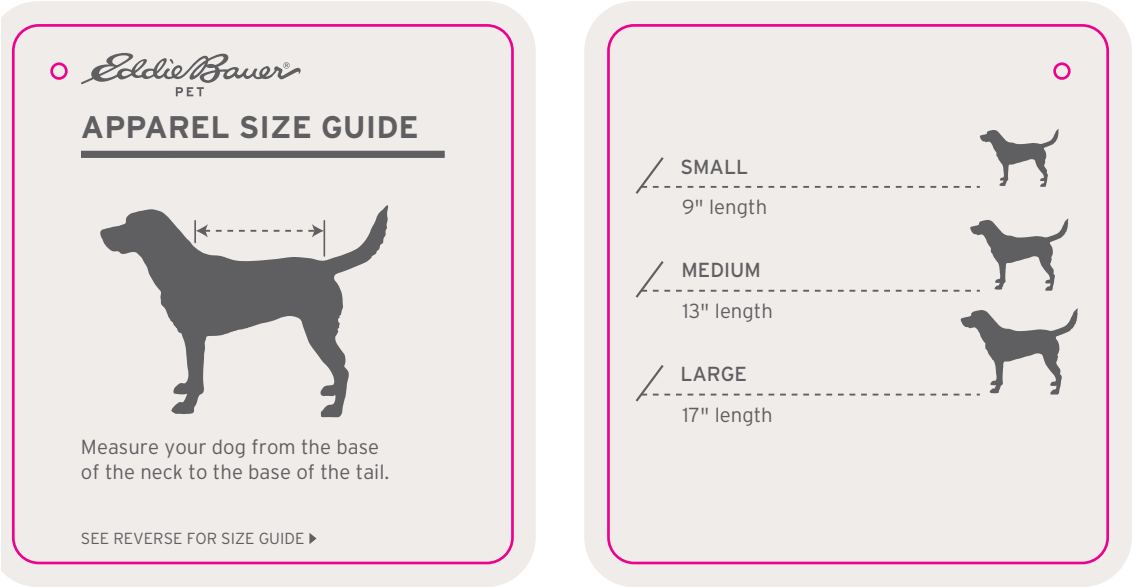 Eddie Bauer®
PET
APPAREL SIZE GUIDE
Measure your dog from the base
of the neck to the base of the tail.
SEE REVERSE FOR SIZE GUIDE
SMALL
9" length
MEDIUM
13" length
LARGE
17" length